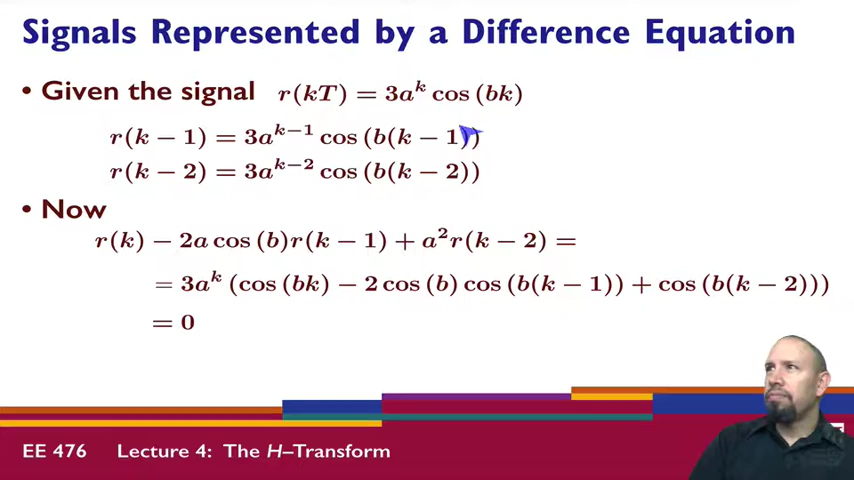 Signals Represented by a Difference Equation
• Given the signal r(kT) = 3a^k cos (bk)
r(k − 1) = 3a^{k−1} cos (b(k − 1))
r(k − 2) = 3a^{k−2} cos (b(k − 2))
• Now
r(k) − 2a cos (b)r(k − 1) + a²r(k − 2) =
= 3a^k (cos (bk) − 2 cos (b) cos (b(k − 1)) + cos (b(k − 2)))
= 0
EE 476 Lecture 4: The H–Transform